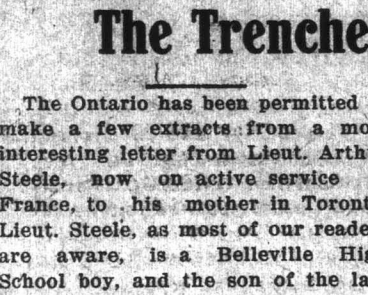 The Trenche
The Ontario has been permitted
make a few extracts from a mo
interesting letter from Lieut. Arth
Steele, now on active service
France, to his mother in Toront
Lieut. Steele, as most of our reade
are aware, is a Belleville Hig
School boy, and the son of the la